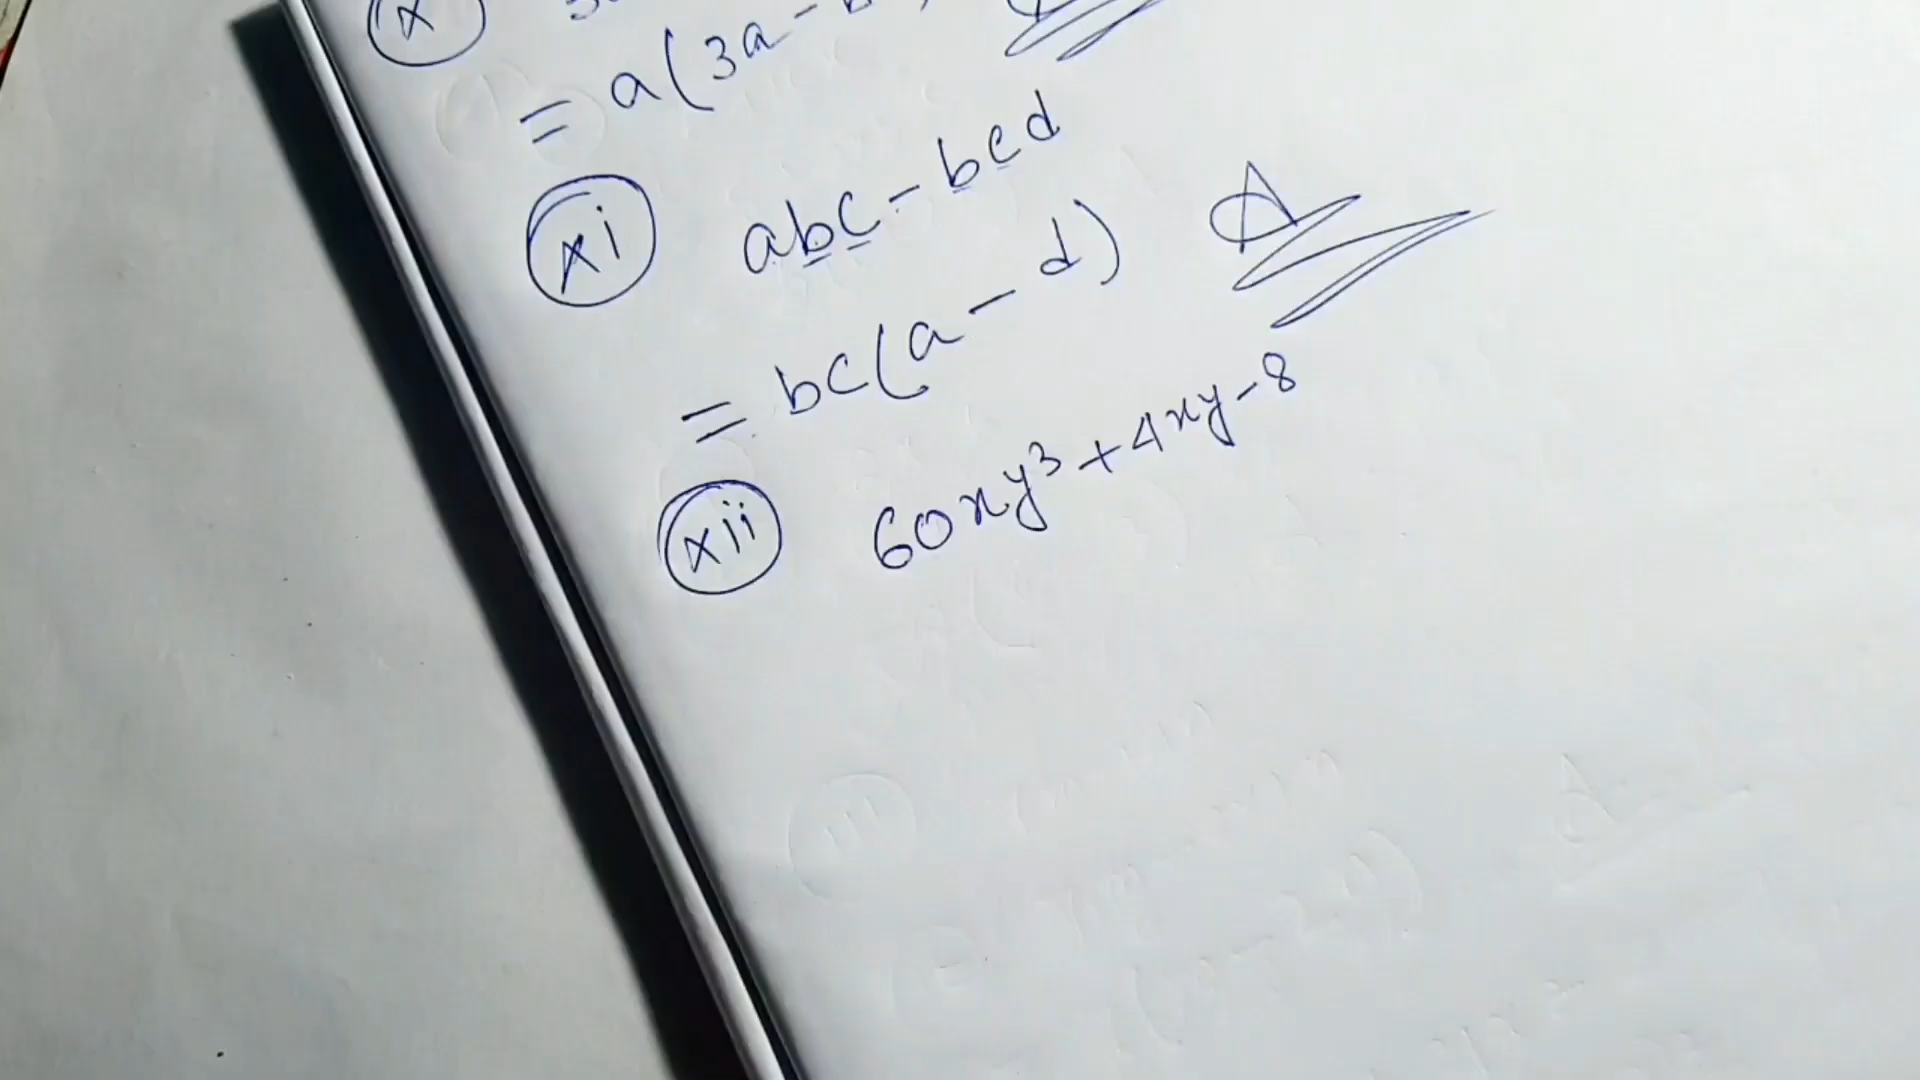 (x)
= a(3a -
(xi) abc - bcd
= bc(a - d) A
(xii) 60xy³ + 4xy - 8